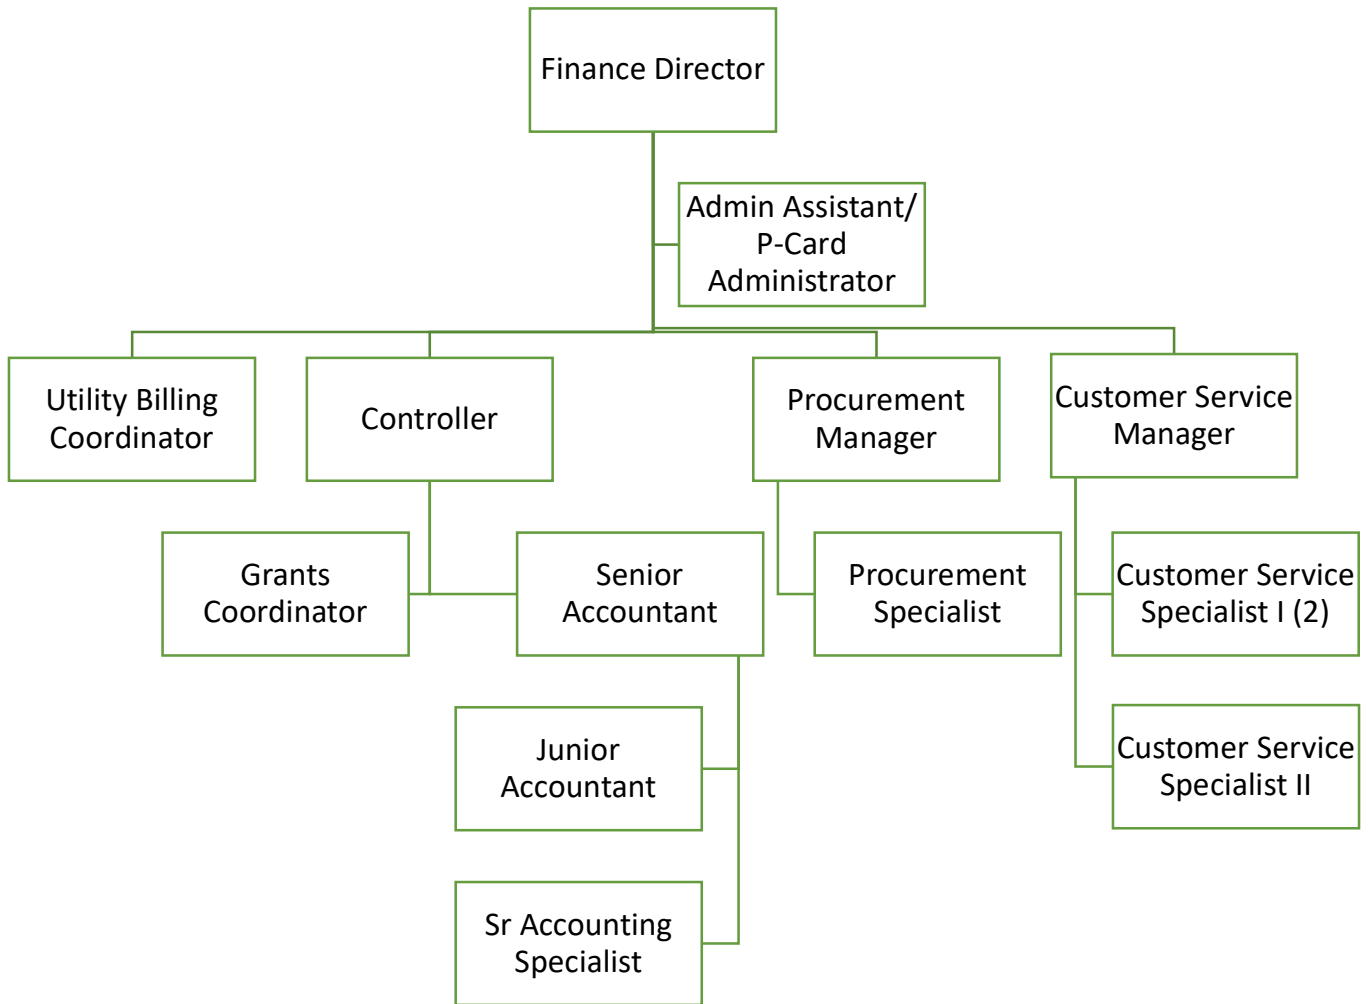 Finance Director
Admin Assistant/
P-Card
Administrator
Utility Billing
Coordinator
Controller
Procurement
Manager
Customer Service
Manager
Grants
Coordinator
Senior
Accountant
Procurement
Specialist
Customer Service
Specialist I (2)
Junior
Accountant
Customer Service
Specialist II
Sr Accounting
Specialist